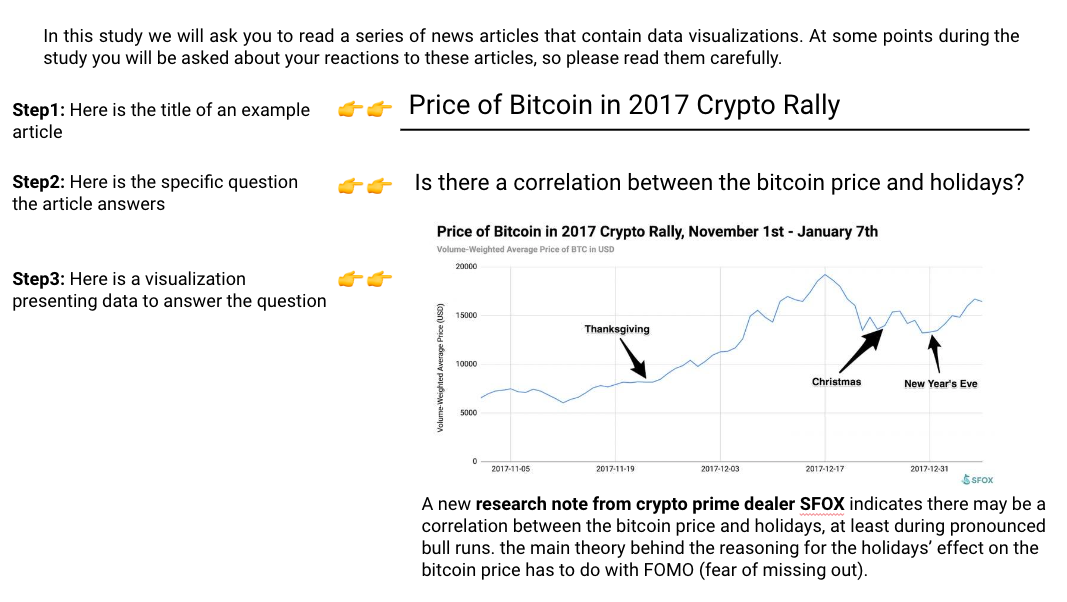 In this study we will ask you to read a series of news articles that contain data visualizations. At some points during the
study you will be asked about your reactions to these articles, so please read them carefully.
Step1: Here is the title of an example
article
Price of Bitcoin in 2017 Crypto Rally
Step2: Here is the specific question
the article answers
Is there a correlation between the bitcoin price and holidays?
Step3: Here is a visualization
presenting data to answer the question
Price of Bitcoin in 2017 Crypto Rally, November 1st - January 7th
Volume-Weighted Average Price of BTC in USD
Volume-Weighted Average Price (USD)
20000
15000
10000
5000
0
Thanksgiving
Christmas
New Year's Eve
2017-11-05
2017-11-19
2017-12-03
2017-12-17
2017-12-31
SFOX
A new research note from crypto prime dealer SFOX indicates there may be a
correlation between the bitcoin price and holidays, at least during pronounced
bull runs. the main theory behind the reasoning for the holidays’ effect on the
bitcoin price has to do with FOMO (fear of missing out).